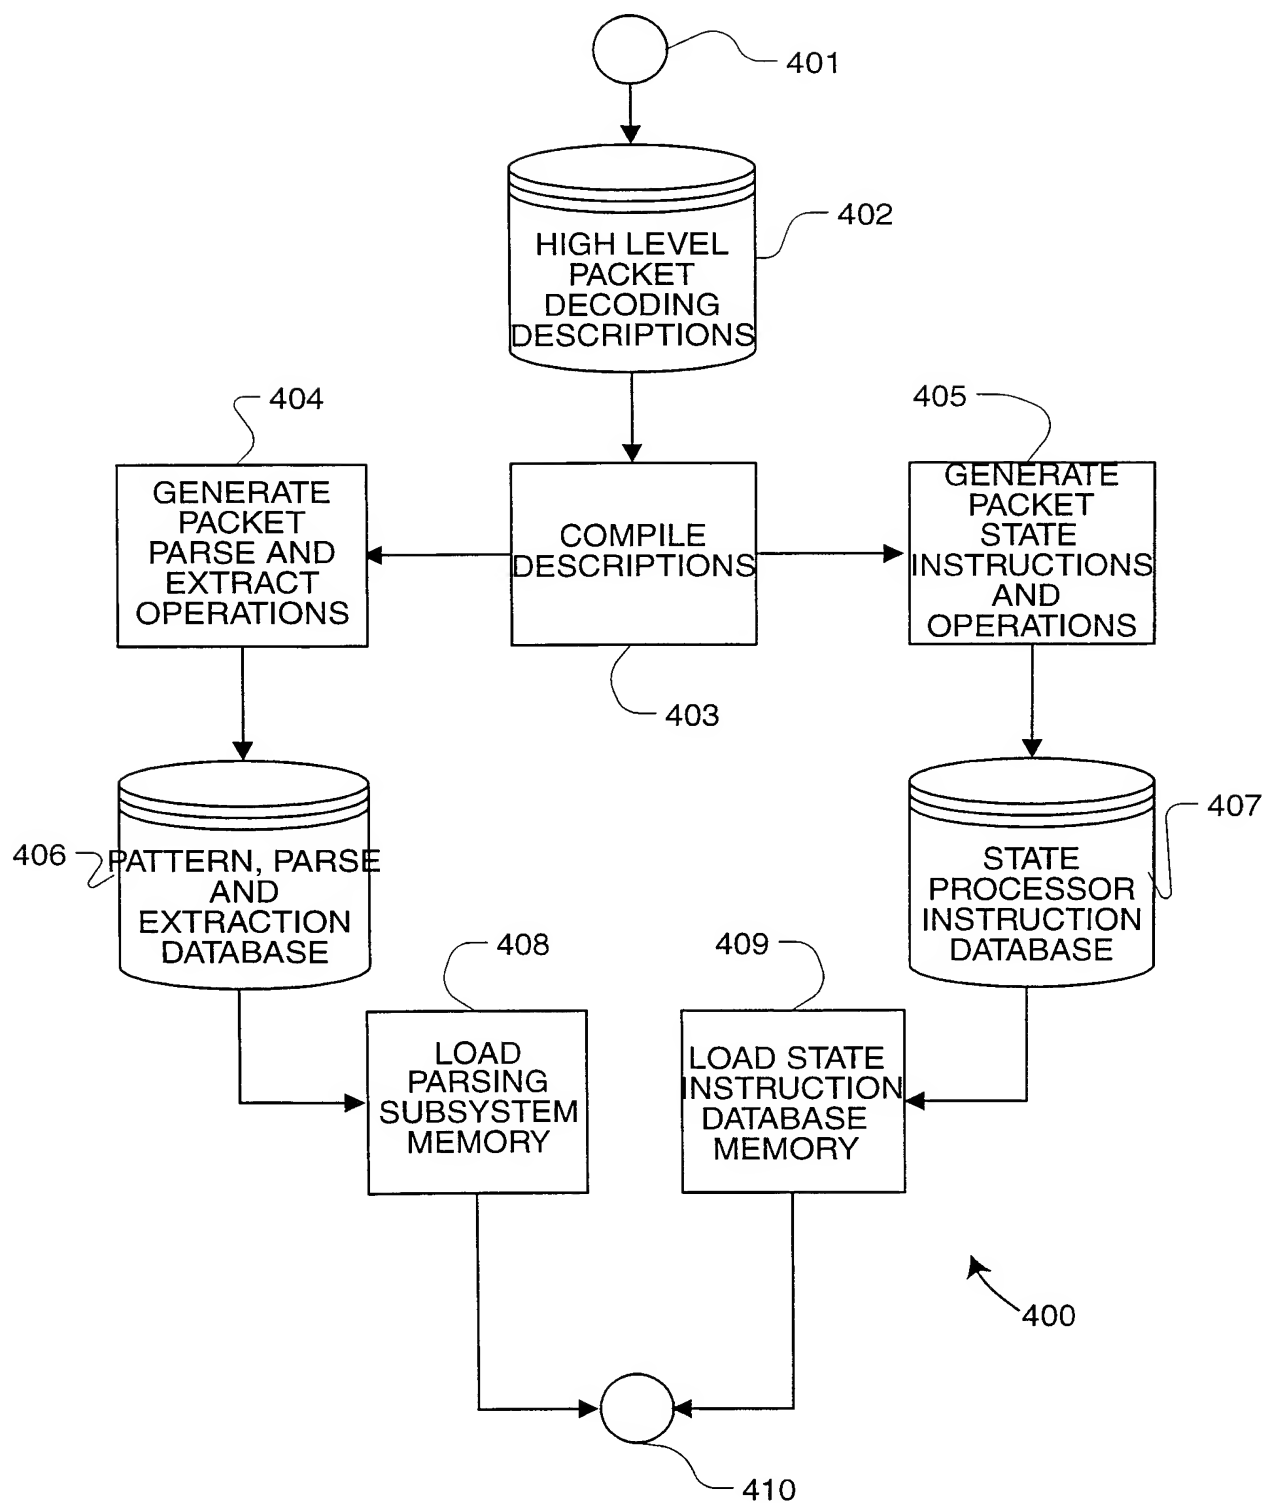 401
402
HIGH LEVEL
PACKET
DECODING
DESCRIPTIONS
404
405
GENERATE
PACKET
PARSE AND
EXTRACT
OPERATIONS
COMPILE
DESCRIPTIONS
GENERATE
PACKET
STATE
INSTRUCTIONS
AND
OPERATIONS
403
406
PATTERN, PARSE
AND
EXTRACTION
DATABASE
407
STATE
PROCESSOR
INSTRUCTION
DATABASE
408
409
LOAD
PARSING
SUBSYSTEM
MEMORY
LOAD STATE
INSTRUCTION
DATABASE
MEMORY
400
410